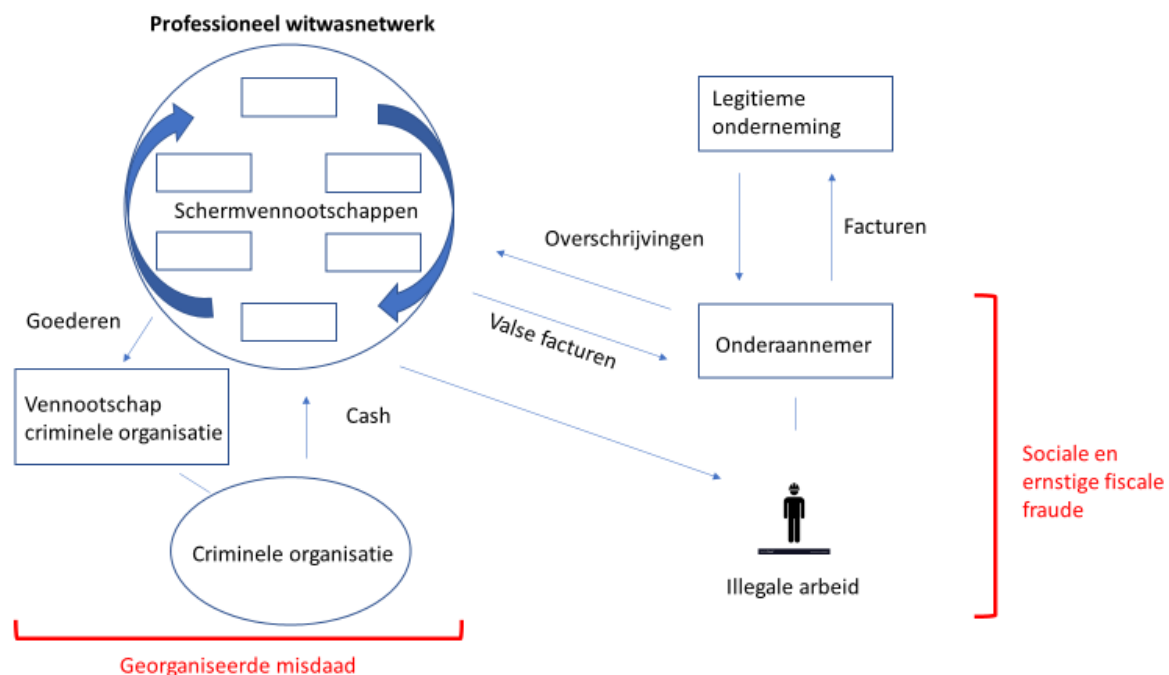 Professioneel witwasnetwerk
Legitieme
onderneming
Schermvennootschappen
Overschrijvingen
Facturen
Goederen
Valse facturen
Onderaannemer
Vennootschap
criminele organisatie
Cash
Sociale en
ernstige fiscale
fraude
Criminele organisatie
Illegale arbeid
Georganiseerde misdaad